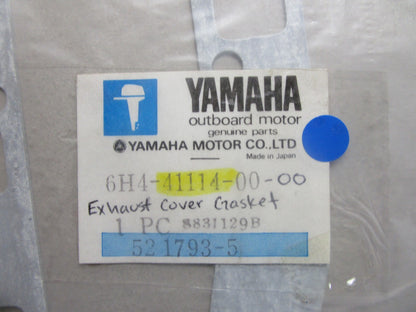 YAMAHA
outboard motor
genuine parts
YAMAHA MOTOR CO.,LTD
Made in Japan
6H4-41114-00-00
Exhaust Cover Gasket
1 PC 8831129B
521793-5